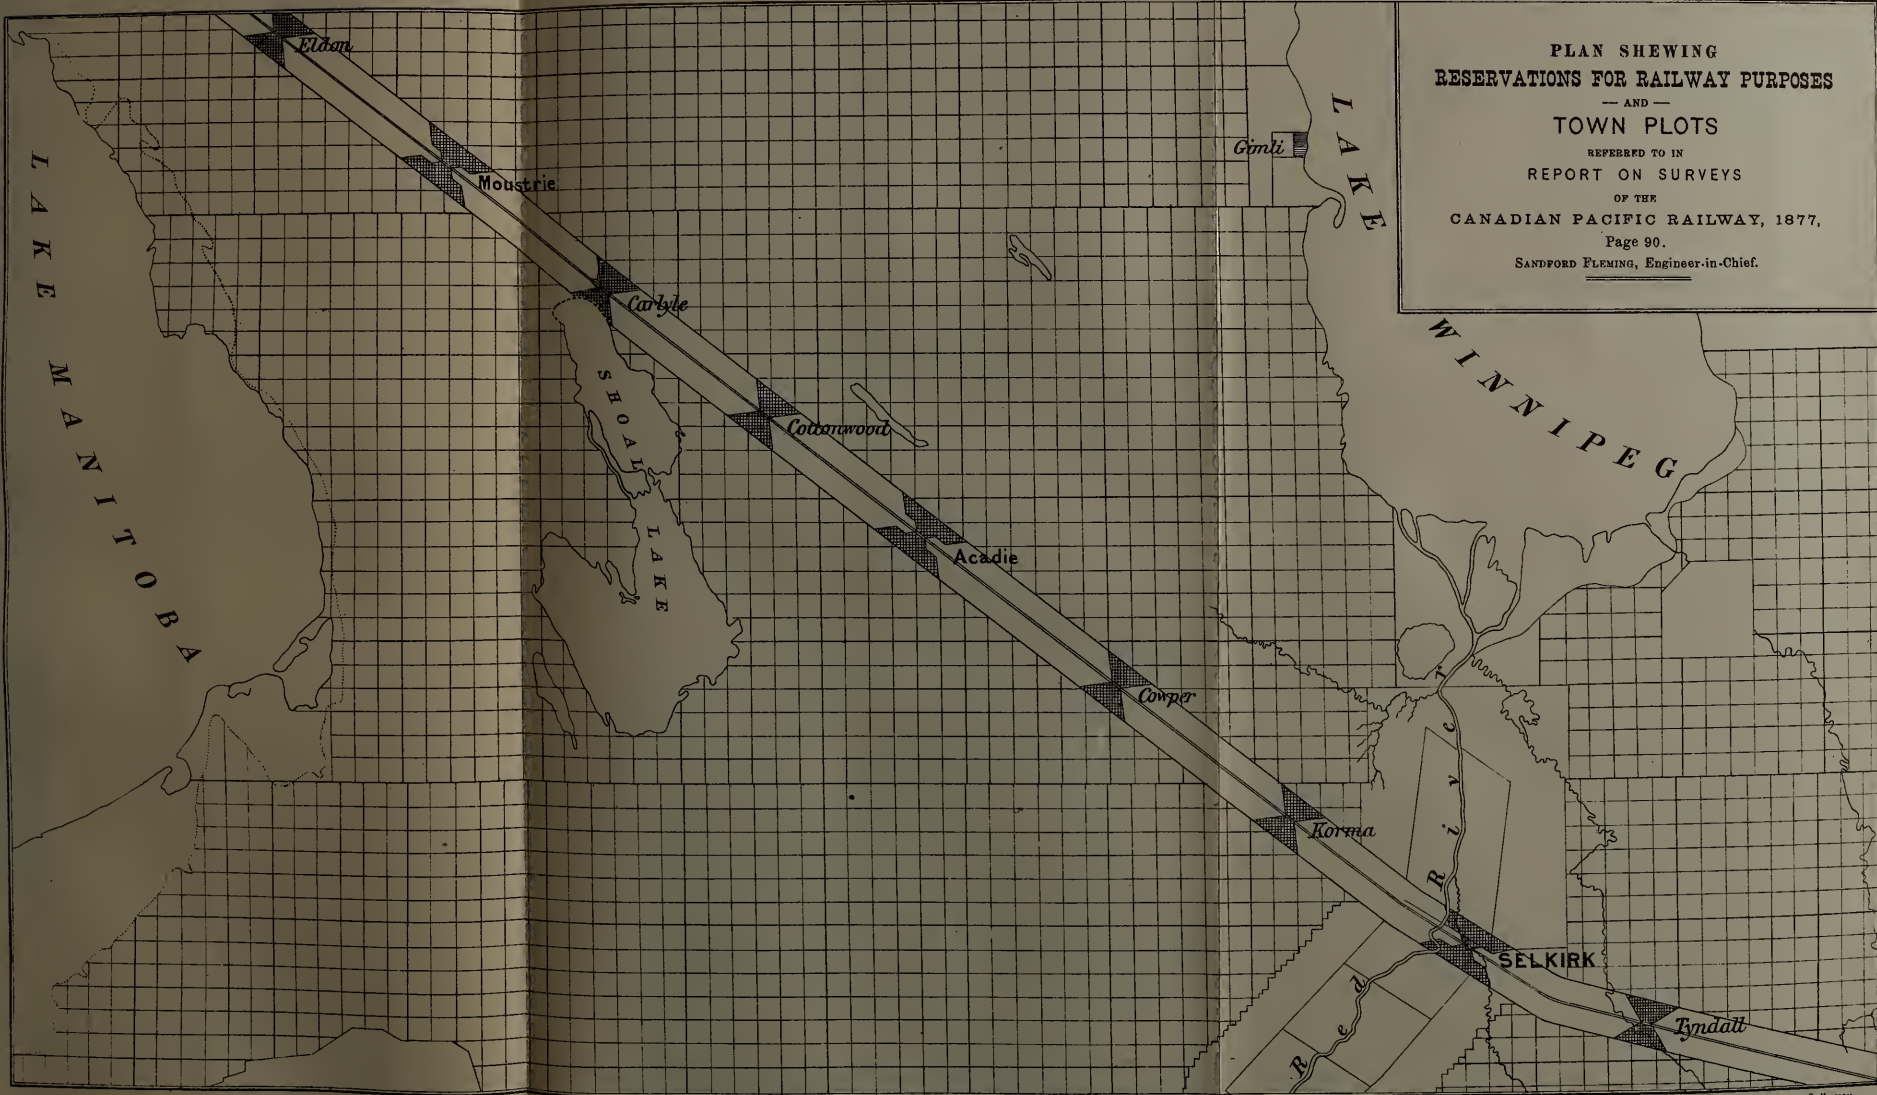 PLAN SHEWING
RESERVATIONS FOR RAILWAY PURPOSES
— AND —
TOWN PLOTS
REFERRED TO IN
REPORT ON SURVEYS
OF THE
CANADIAN PACIFIC RAILWAY, 1877,
Page 90.
SANDFORD FLEMING, Engineer-in-Chief.
Eldon
Moustrie
Gimli
LAKE WINNIPEG
LAKE MANITOBA
Carlyle
SHOAL LAKE
Cottonwood
Acadie
Cowper
Korma
Red River
SELKIRK
Tyndall